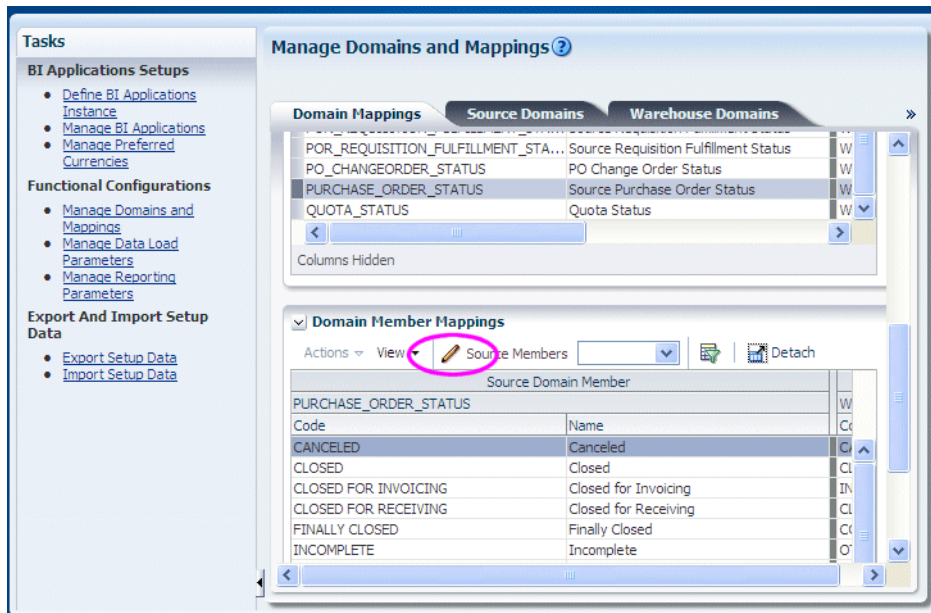 Tasks
BI Applications Setups
Define BI Applications
Instance
Manage BI Applications
Manage Preferred
Currencies
Functional Configurations
Manage Domains and
Mappings
Manage Data Load
Parameters
Manage Reporting
Parameters
Export And Import Setup
Data
Export Setup Data
Import Setup Data
Manage Domains and Mappings
Domain Mappings Source Domains Warehouse Domains
POR_REQUISITION_FULFILLMENT_STA... Source Requisition Fulfillment Status W
PO_CHANGEORDER_STATUS PO Change Order Status W
PURCHASE_ORDER_STATUS Source Purchase Order Status W
QUOTA_STATUS Quota Status W
Columns Hidden
Domain Member Mappings
Actions View Source Members Detach
Source Domain Member
PURCHASE_ORDER_STATUS W
Code Name
CANCELED Canceled
CLOSED Closed
CLOSED FOR INVOICING Closed for Invoicing IN
CLOSED FOR RECEIVING Closed for Receiving
FINALLY CLOSED Finally Closed
INCOMPLETE Incomplete